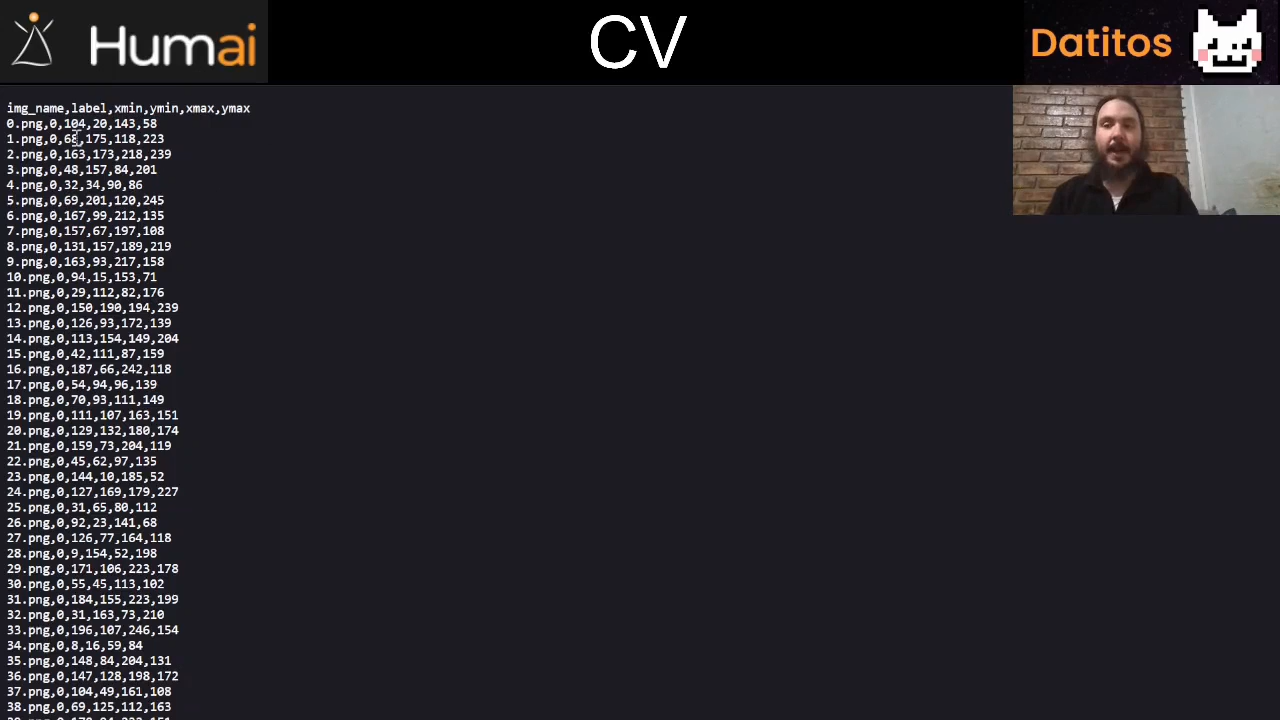 Humai
CV
Datitos
img_name,label,xmin,ymin,xmax,ymax
0.png,0,104,20,143,58
1.png,0,68,175,118,223
2.png,0,163,173,218,239
3.png,0,48,157,84,201
4.png,0,32,34,90,86
5.png,0,69,201,120,245
6.png,0,167,99,212,135
7.png,0,157,67,197,108
8.png,0,131,157,189,219
9.png,0,163,93,217,158
10.png,0,94,15,153,71
11.png,0,29,112,82,176
12.png,0,150,190,194,239
13.png,0,126,93,172,139
14.png,0,113,154,149,204
15.png,0,42,111,87,159
16.png,0,187,66,242,118
17.png,0,54,94,96,139
18.png,0,70,93,111,149
19.png,0,111,107,163,151
20.png,0,129,132,180,174
21.png,0,159,73,204,119
22.png,0,45,62,97,135
23.png,0,144,10,185,52
24.png,0,127,169,179,227
25.png,0,31,65,80,112
26.png,0,92,23,141,68
27.png,0,126,77,164,118
28.png,0,9,154,52,198
29.png,0,171,106,223,178
30.png,0,55,45,113,102
31.png,0,184,155,223,199
32.png,0,31,163,73,210
33.png,0,196,107,246,154
34.png,0,8,16,59,84
35.png,0,148,84,204,131
36.png,0,147,128,198,172
37.png,0,104,49,161,108
38.png,0,69,125,112,163